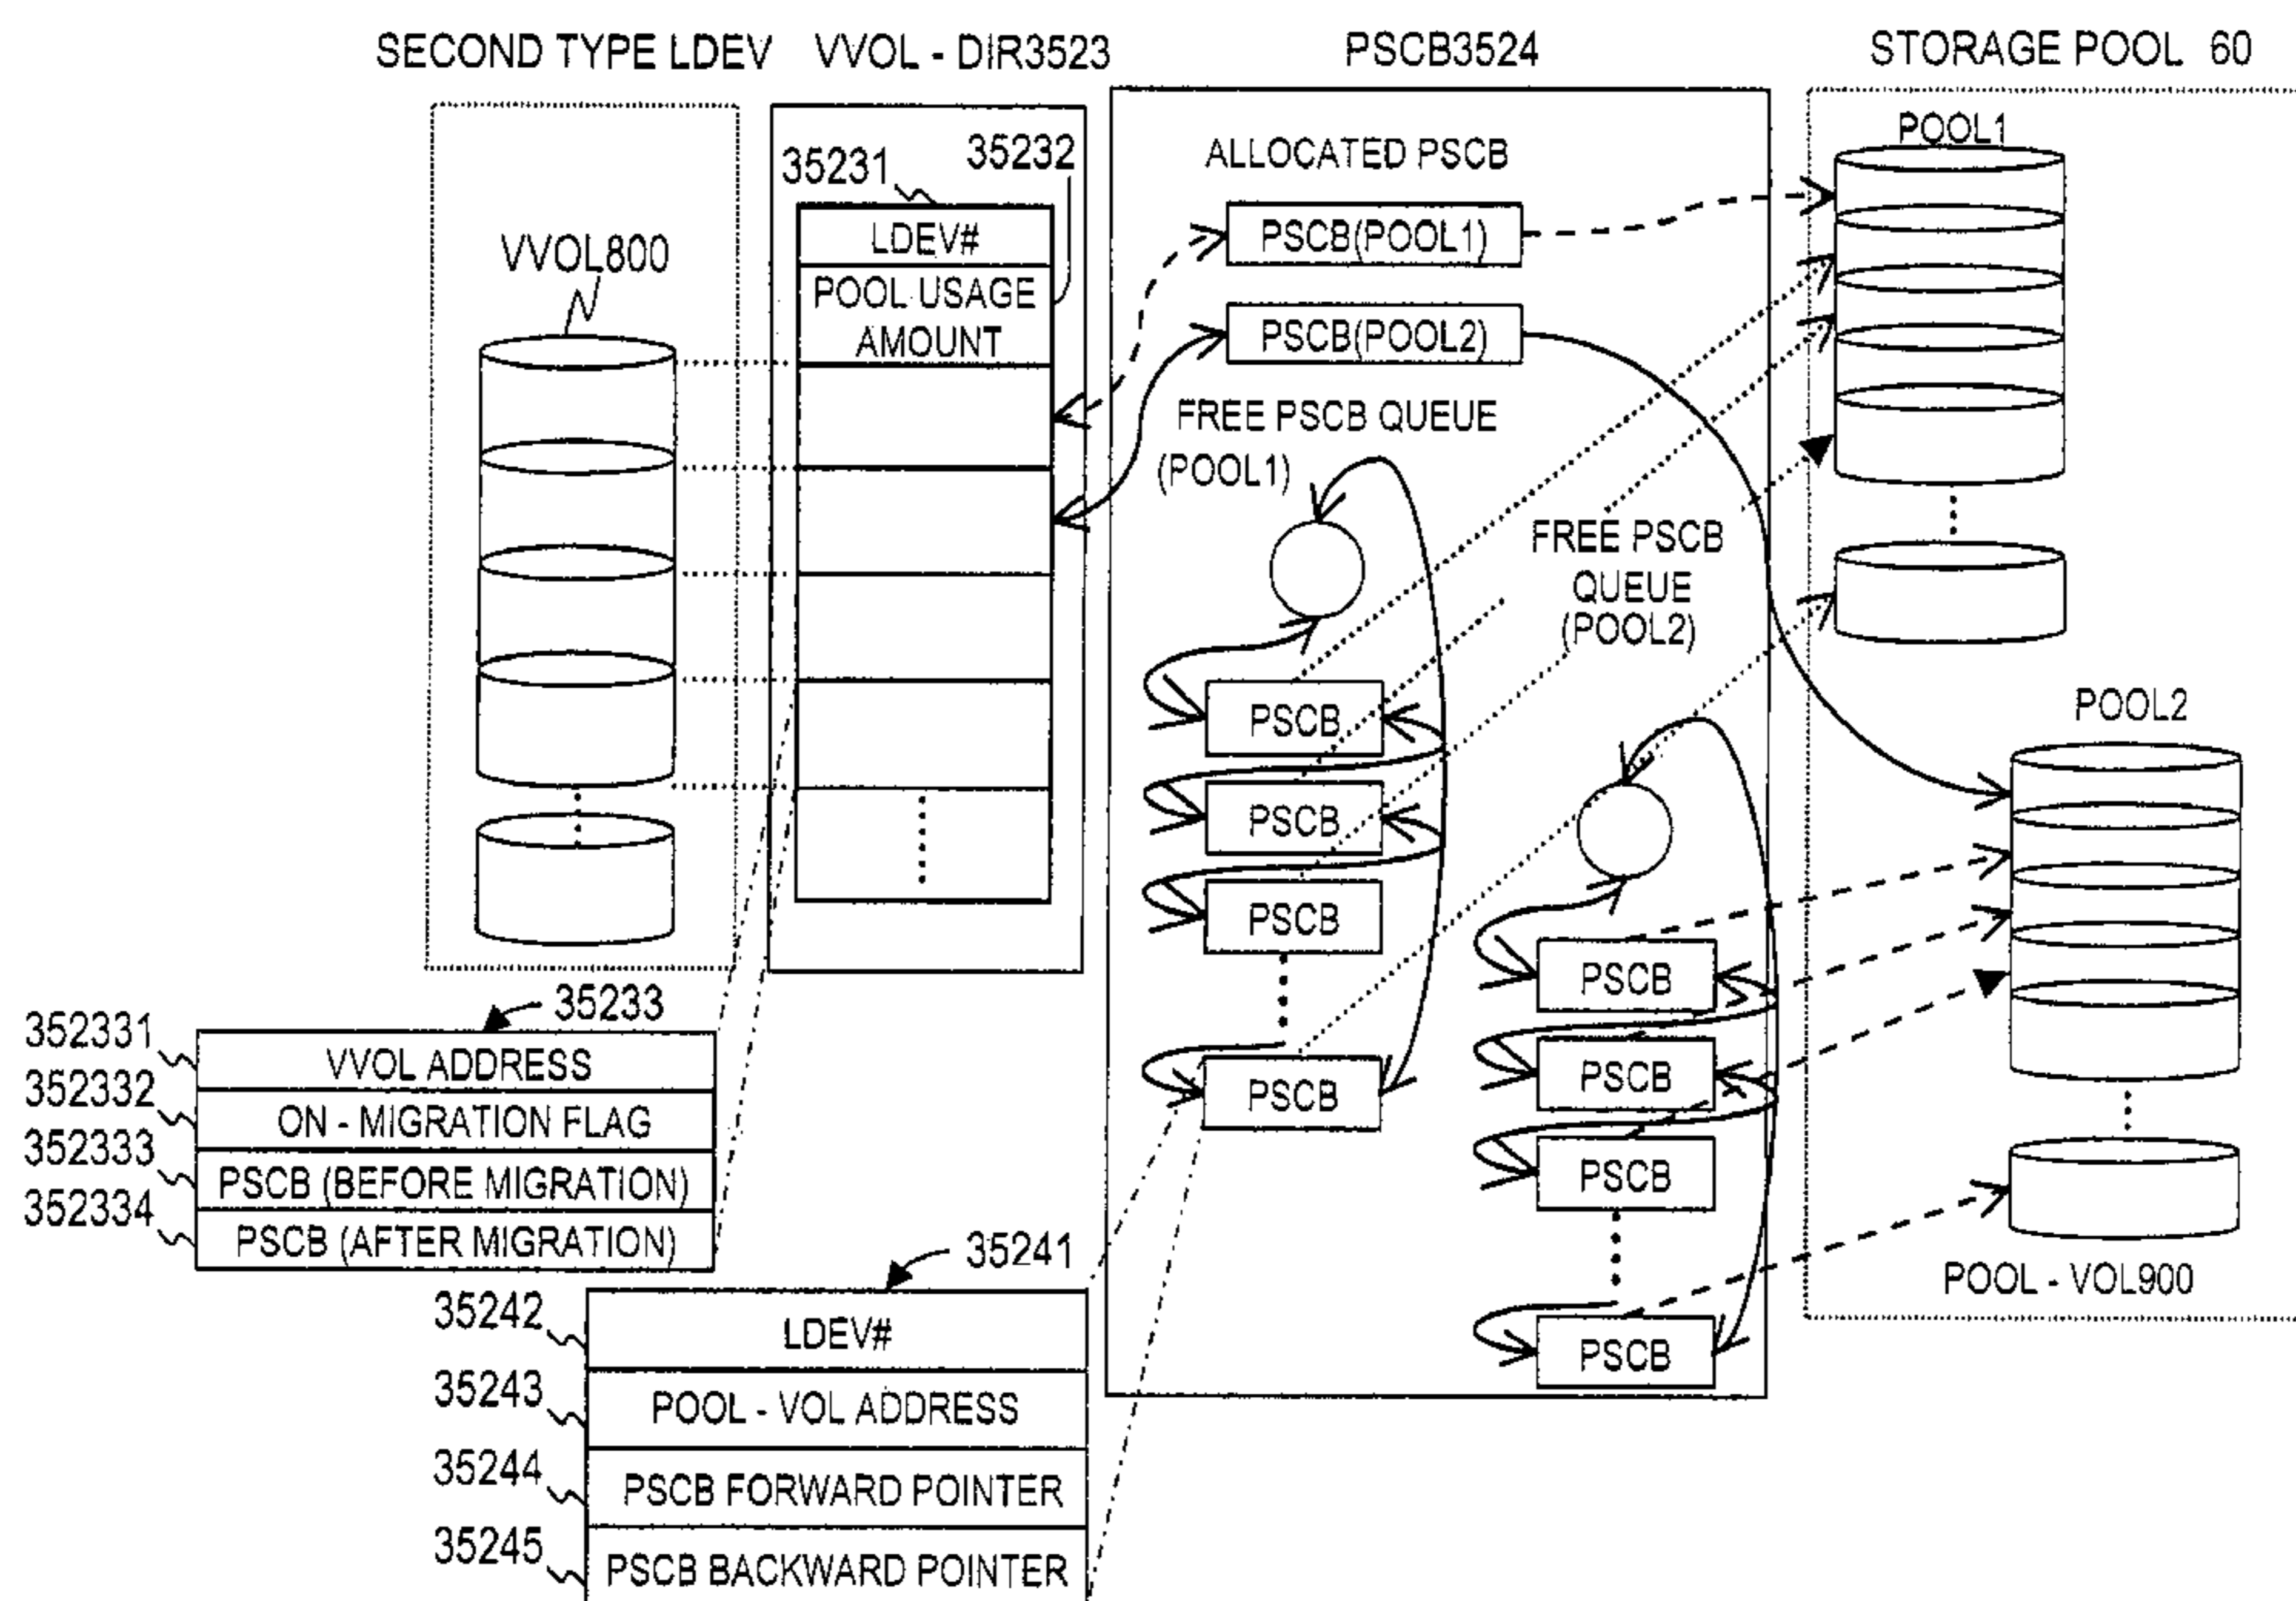 SECOND TYPE LDEV
VVOL - DIR3523
PSCB3524
STORAGE POOL 60
VVOL800
35231
35232
LDEV#
POOL USAGE
AMOUNT
ALLOCATED PSCB
PSCB(POOL1)
PSCB(POOL2)
FREE PSCB QUEUE
(POOL1)
PSCB
PSCB
PSCB
PSCB
FREE PSCB
QUEUE
(POOL2)
PSCB
PSCB
PSCB
PSCB
POOL1
POOL2
POOL - VOL900
35233
352331
VVOL ADDRESS
352332
ON - MIGRATION FLAG
352333
PSCB (BEFORE MIGRATION)
352334
PSCB (AFTER MIGRATION)
35241
35242
LDEV#
35243
POOL - VOL ADDRESS
35244
PSCB FORWARD POINTER
35245
PSCB BACKWARD POINTER